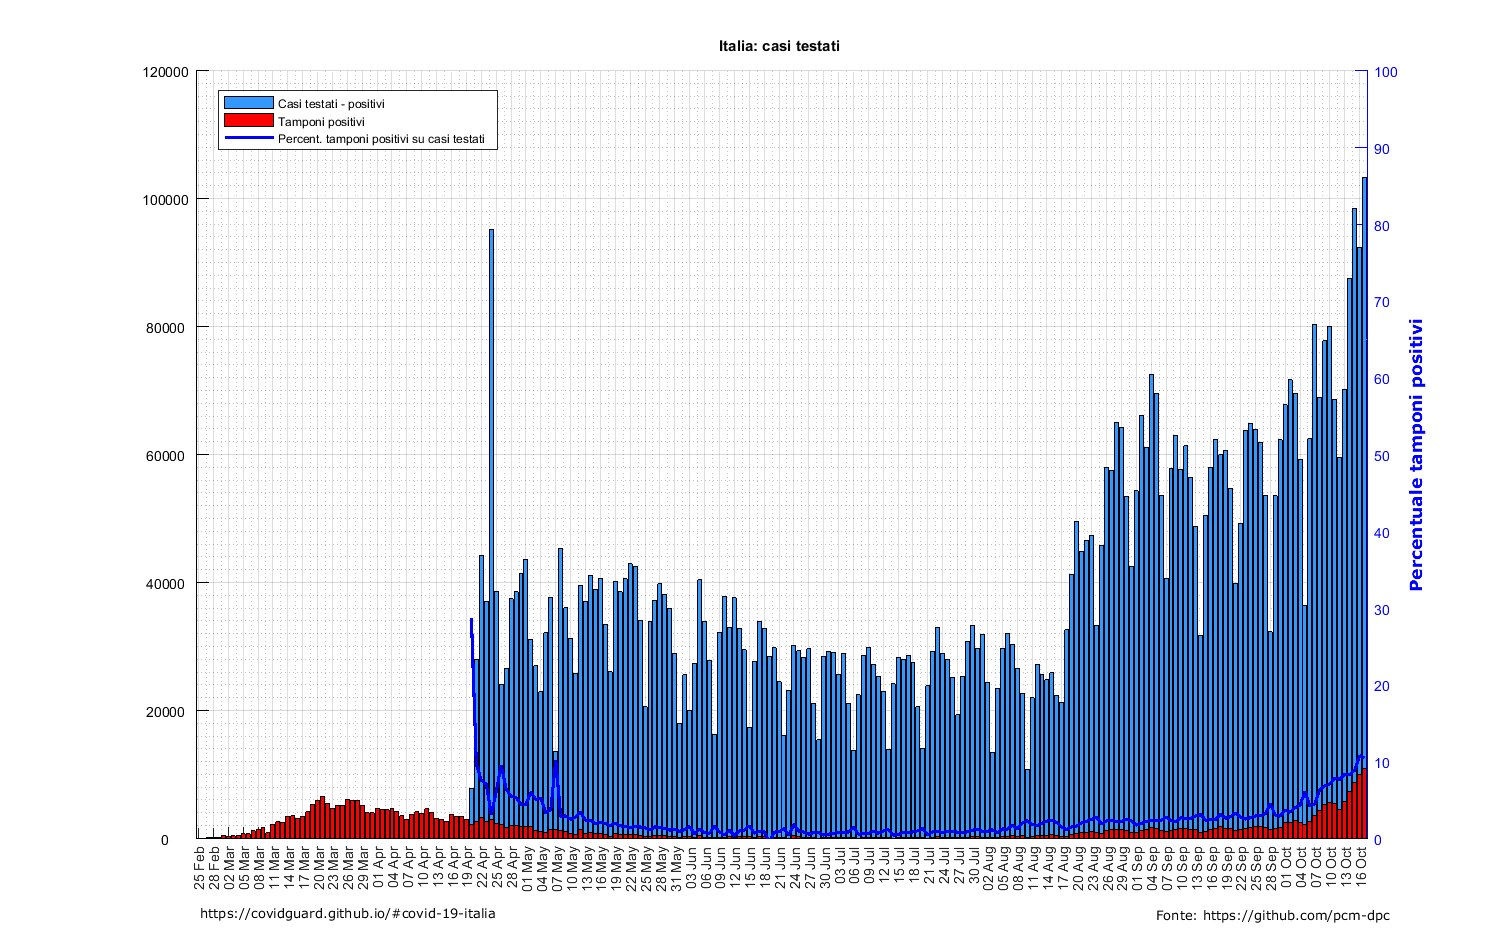 Italia: casi testati
120000
100000
80000
60000
40000
20000
0
Casi testati - positivi
Tamponi positivi
Percent. tamponi positivi su casi testati
100
90
80
70
60
50
40
30
20
10
0
Percentuale tamponi positivi
25 Feb
28 Feb
02 Mar
05 Mar
08 Mar
11 Mar
14 Mar
17 Mar
20 Mar
23 Mar
26 Mar
29 Mar
01 Apr
04 Apr
07 Apr
10 Apr
13 Apr
16 Apr
19 Apr
22 Apr
25 Apr
28 Apr
01 May
04 May
07 May
10 May
13 May
16 May
19 May
22 May
25 May
28 May
31 May
03 Jun
06 Jun
09 Jun
12 Jun
15 Jun
18 Jun
21 Jun
24 Jun
27 Jun
30 Jun
03 Jul
06 Jul
09 Jul
12 Jul
15 Jul
18 Jul
21 Jul
24 Jul
27 Jul
30 Jul
02 Aug
05 Aug
08 Aug
11 Aug
14 Aug
17 Aug
20 Aug
23 Aug
26 Aug
29 Aug
01 Sep
04 Sep
07 Sep
10 Sep
13 Sep
16 Sep
19 Sep
22 Sep
25 Sep
28 Sep
01 Oct
04 Oct
07 Oct
10 Oct
13 Oct
16 Oct
https://covidguard.github.io/#covid-19-italia
Fonte: https://github.com/pcm-dpc